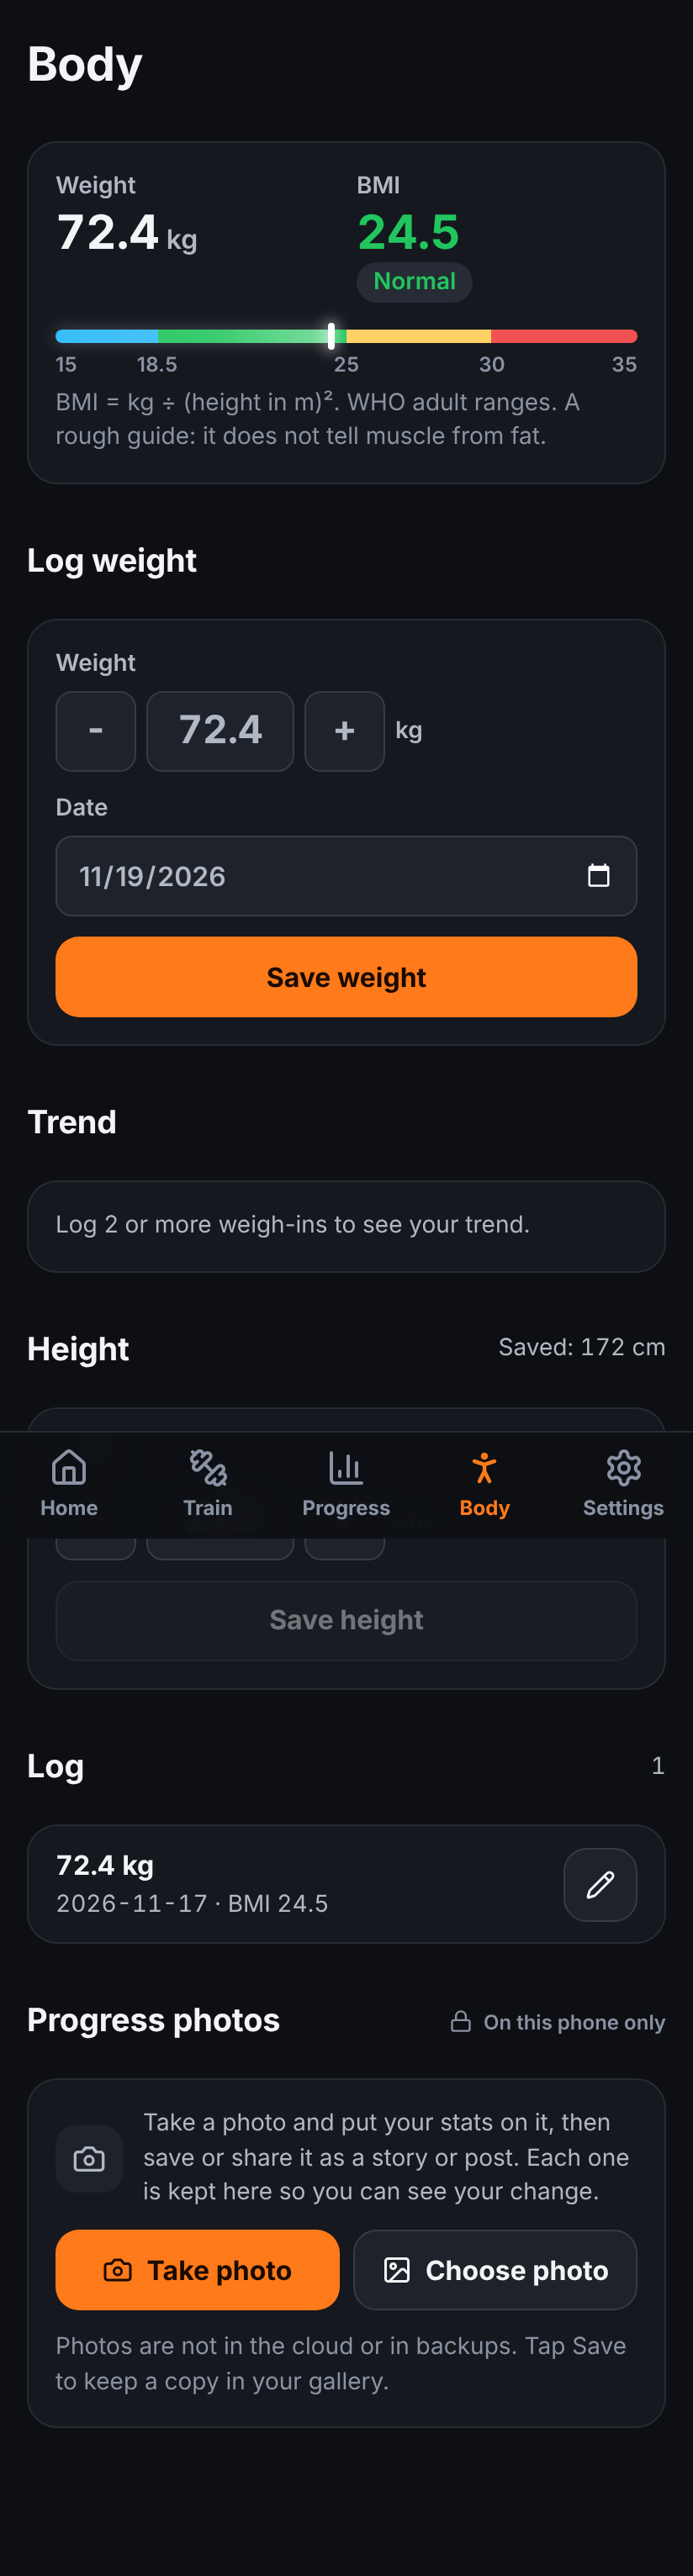 Body
Weight
BMI
72.4 kg
24.5
Normal
15 18.5 25 30 35
BMI = kg ÷ (height in m)². WHO adult ranges. A
rough guide: it does not tell muscle from fat.
Log weight
Weight
- 72.4 + kg
Date
11/19/2026
Save weight
Trend
Log 2 or more weigh-ins to see your trend.
Height
Saved: 172 cm
Home Train Progress Body Settings
Save height
Log
1
72.4 kg
2026-11-17 · BMI 24.5
Progress photos
On this phone only
Take a photo and put your stats on it, then
save or share it as a story or post. Each one
is kept here so you can see your change.
Take photo
Choose photo
Photos are not in the cloud or in backups. Tap Save
to keep a copy in your gallery.